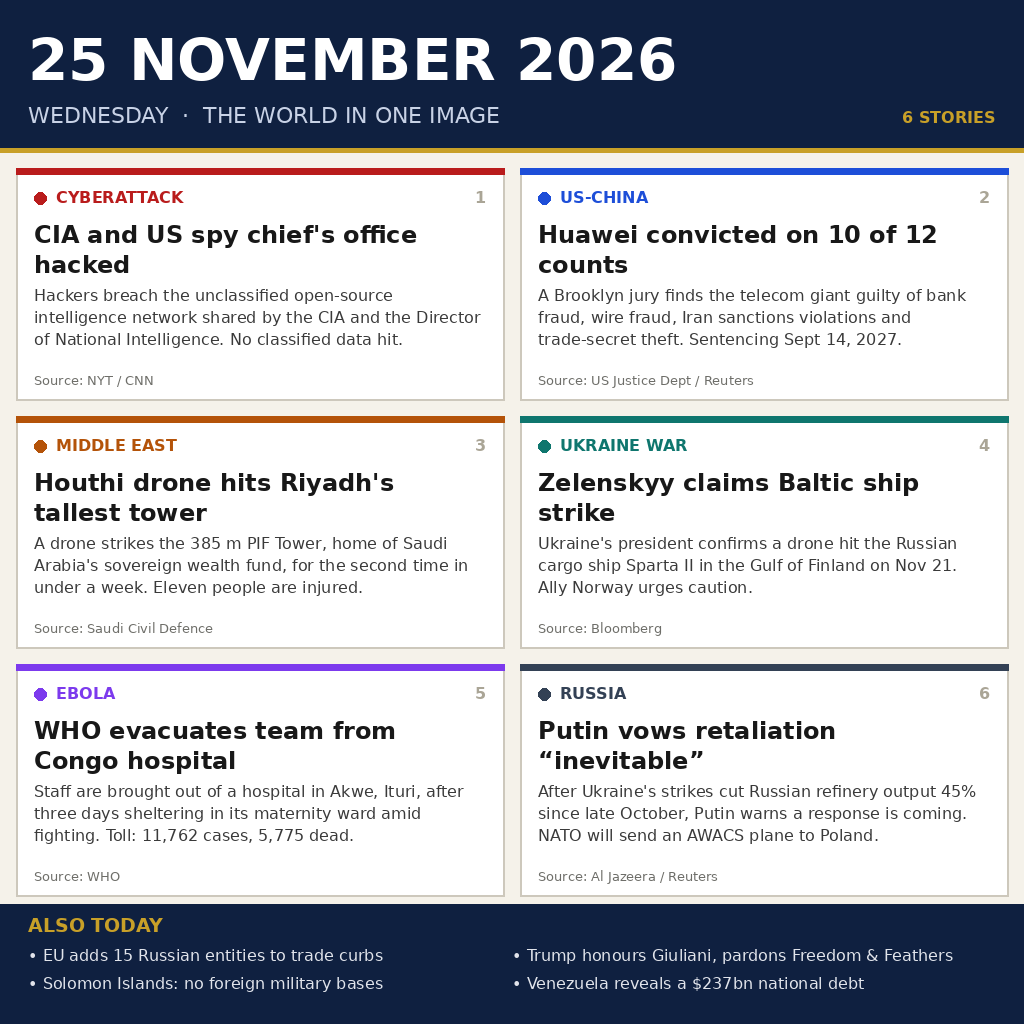 25 NOVEMBER 2026
WEDNESDAY · THE WORLD IN ONE IMAGE
6 STORIES
CYBERATTACK
1
CIA and US spy chief's office
hacked
Hackers breach the unclassified open-source
intelligence network shared by the CIA and the Director
of National Intelligence. No classified data hit.
Source: NYT / CNN
US-CHINA
2
Huawei convicted on 10 of 12
counts
A Brooklyn jury finds the telecom giant guilty of bank
fraud, wire fraud, Iran sanctions violations and
trade-secret theft. Sentencing Sept 14, 2027.
Source: US Justice Dept / Reuters
MIDDLE EAST
3
Houthi drone hits Riyadh's
tallest tower
A drone strikes the 385 m PIF Tower, home of Saudi
Arabia's sovereign wealth fund, for the second time in
under a week. Eleven people are injured.
Source: Saudi Civil Defence
UKRAINE WAR
4
Zelenskyy claims Baltic ship
strike
Ukraine's president confirms a drone hit the Russian
cargo ship Sparta II in the Gulf of Finland on Nov 21.
Ally Norway urges caution.
Source: Bloomberg
EBOLA
5
WHO evacuates team from
Congo hospital
Staff are brought out of a hospital in Akwe, Ituri, after
three days sheltering in its maternity ward amid
fighting. Toll: 11,762 cases, 5,775 dead.
Source: WHO
RUSSIA
6
Putin vows retaliation
“inevitable”
After Ukraine's strikes cut Russian refinery output 45%
since late October, Putin warns a response is coming.
NATO will send an AWACS plane to Poland.
Source: Al Jazeera / Reuters
ALSO TODAY
• EU adds 15 Russian entities to trade curbs
• Solomon Islands: no foreign military bases
• Trump honours Giuliani, pardons Freedom & Feathers
• Venezuela reveals a $237bn national debt